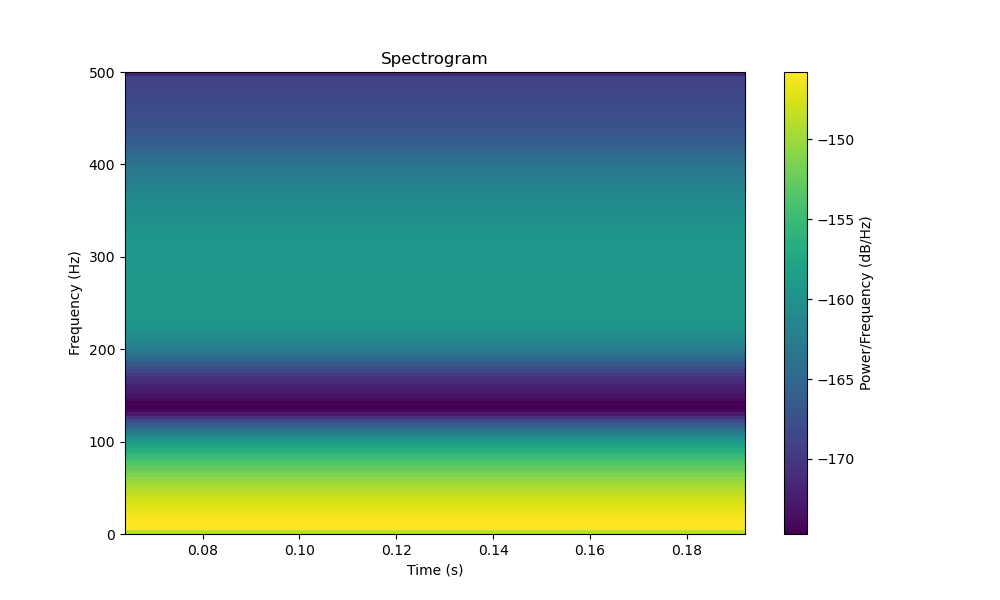 Spectrogram
500
400
300
200
100
0
Frequency (Hz)
0.08 0.10 0.12 0.14 0.16 0.18
Time (s)
−150
−155
−160
−165
−170
Power/Frequency (dB/Hz)